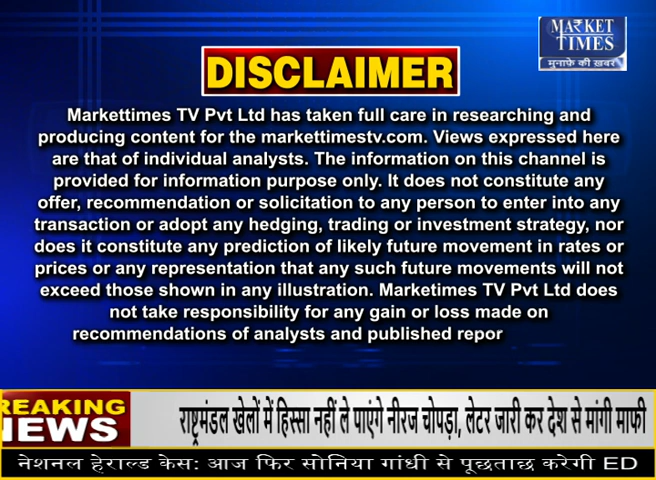 MARKET
TIMES
मुनाफे की ख़बर
DISCLAIMER
Markettimes TV Pvt Ltd has taken full care in researching and
producing content for the markettimestv.com. Views expressed here
are that of individual analysts. The information on this channel is
provided for information purpose only. It does not constitute any
offer, recommendation or solicitation to any person to enter into any
transaction or adopt any hedging, trading or investment strategy, nor
does it constitute any prediction of likely future movement in rates or
prices or any representation that any such future movements will not
exceed those shown in any illustration. Marketimes TV Pvt Ltd does
not take responsibility for any gain or loss made on
recommendations of analysts and published repor
REAKING
NEWS
राष्ट्रमंडल खेलों में हिस्सा नहीं ले पाएंगे नीरज चोपड़ा, लेटर जारी कर देश से मांगी माफी
नेशनल हेराल्ड केस: आज फिर सोनिया गांधी से पूछताछ करेगी ED